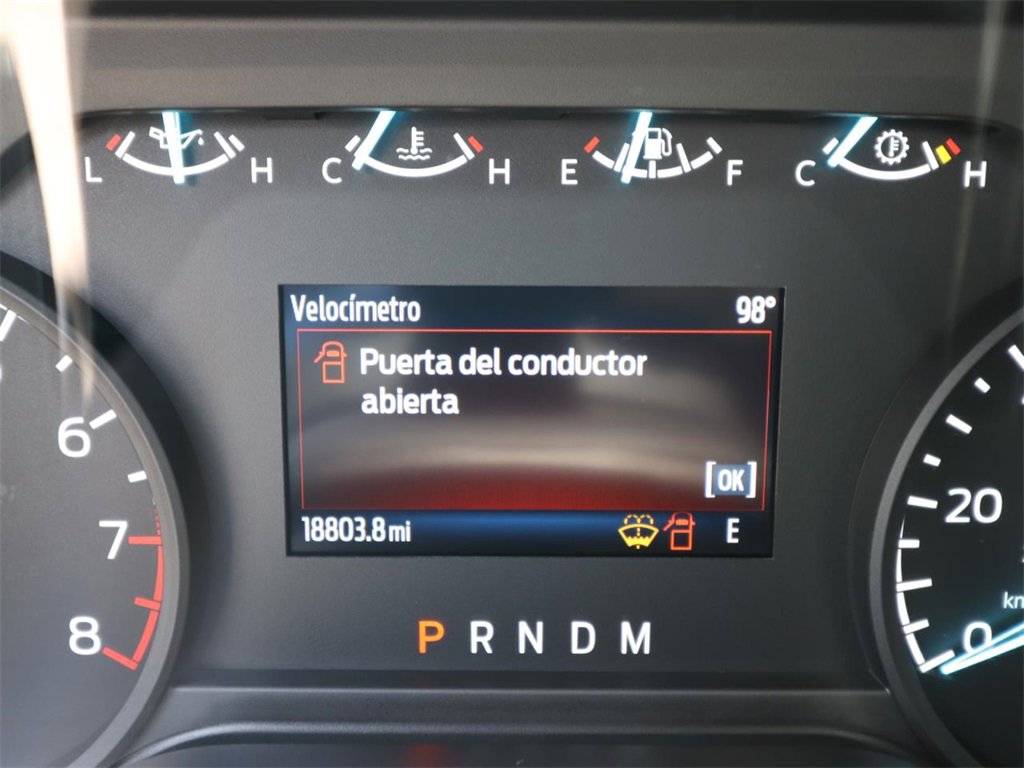 L H C H E F C H
Velocímetro 98°
Puerta del conductor
abierta
[OK]
18803.8 mi E
6
7
8
20
0
P R N D M